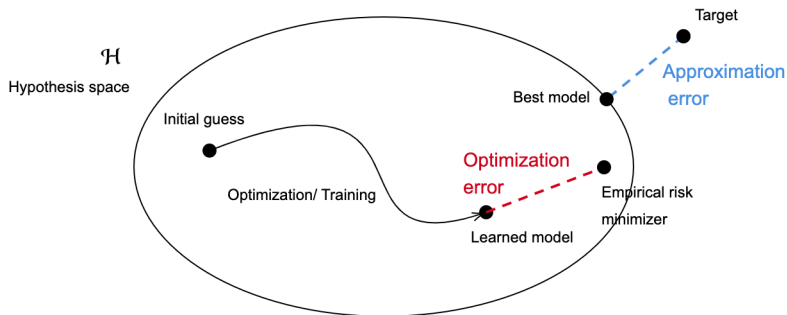 Target
ℋ
Hypothesis space
Approximation
error
Best model
Initial guess
Optimization
error
Optimization/ Training
Empirical risk
minimizer
Learned model